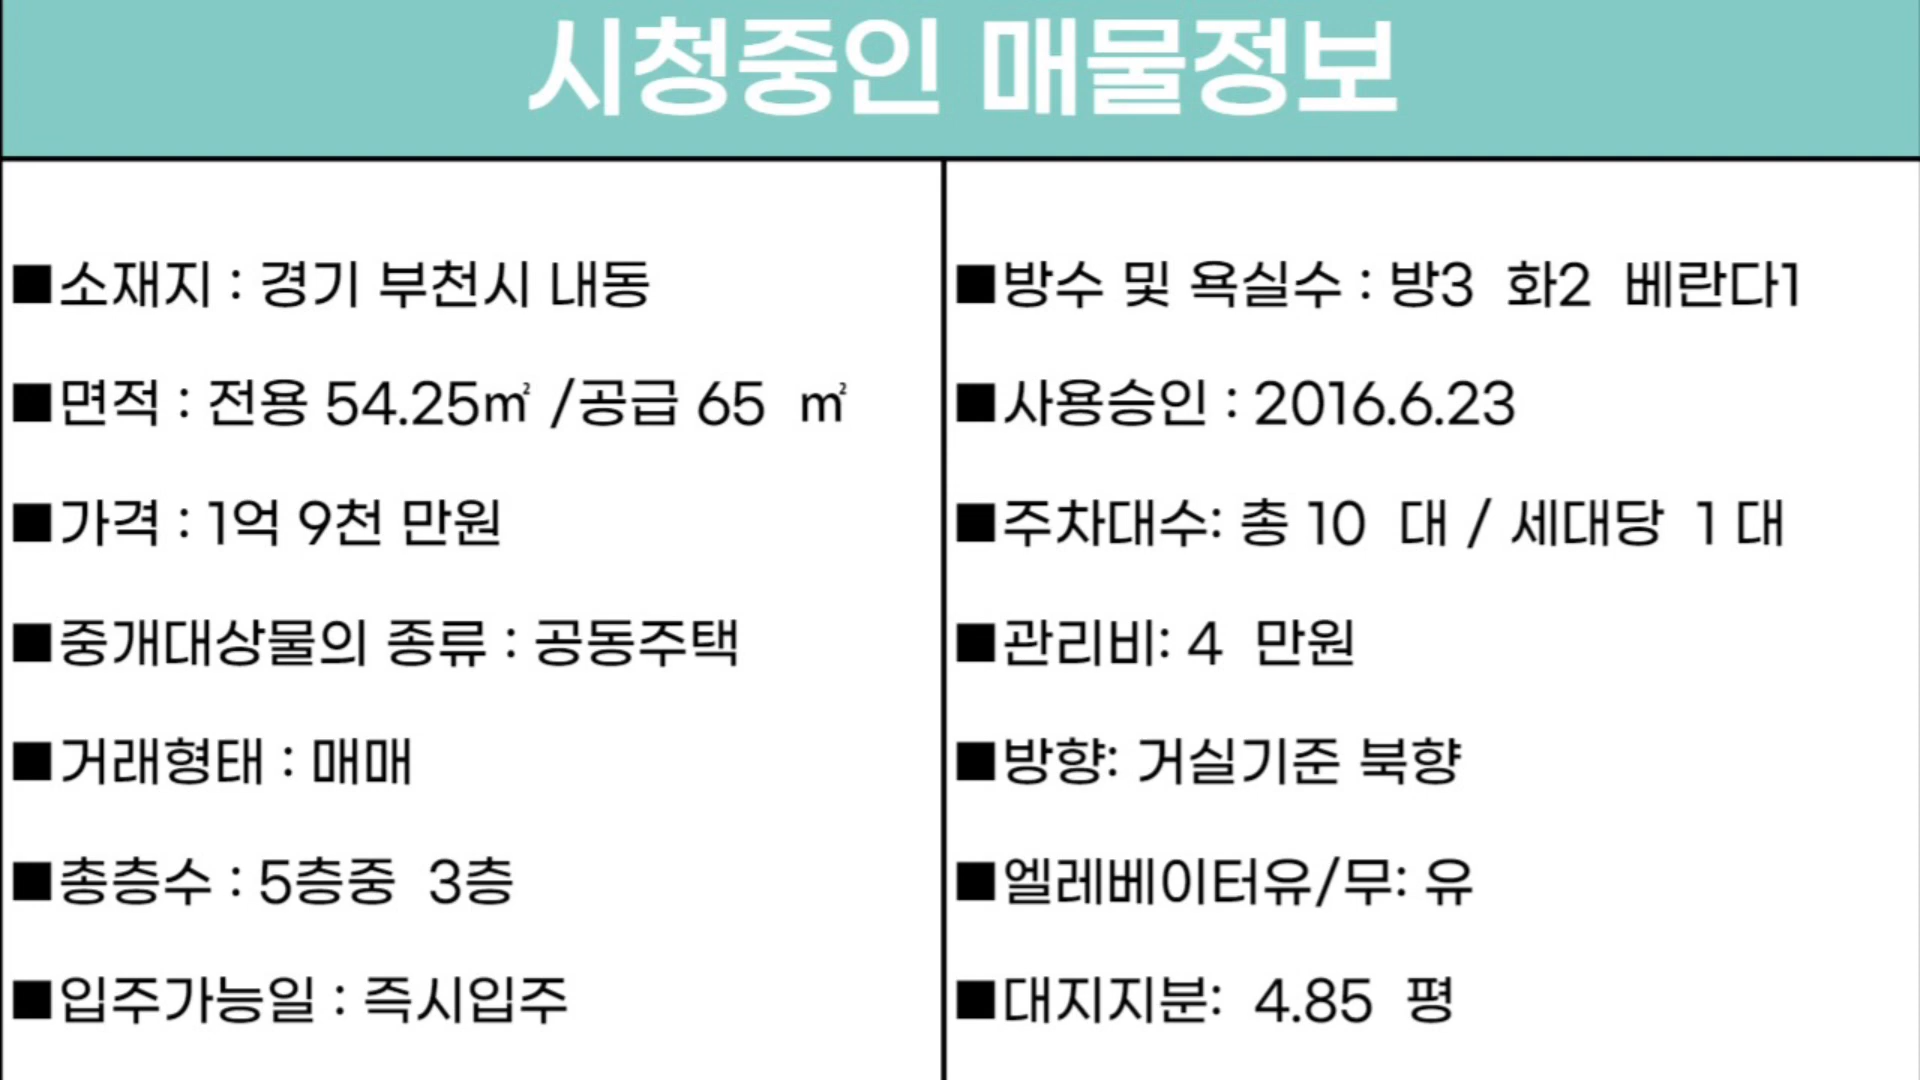 시청중인 매물정보
■소재지 : 경기 부천시 내동
■면적 : 전용 54.25㎡ /공급 65 ㎡
■가격 : 1억 9천 만원
■중개대상물의 종류 : 공동주택
■거래형태 : 매매
■총층수 : 5층중 3층
■입주가능일 : 즉시입주
■방수 및 욕실수 : 방3 화2 베란다1
■사용승인 : 2016.6.23
■주차대수: 총 10 대 / 세대당 1 대
■관리비: 4 만원
■방향: 거실기준 북향
■엘레베이터유/무: 유
■대지지분: 4.85 평